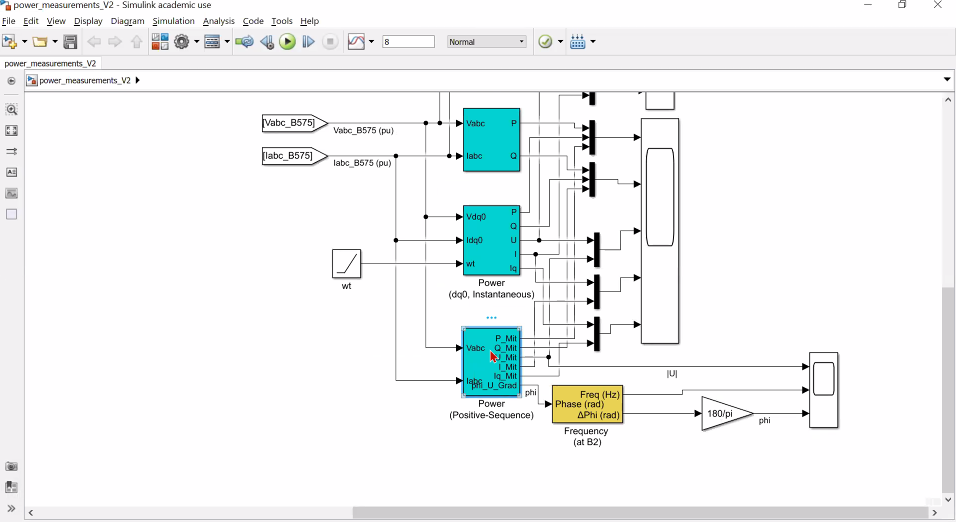 power_measurements_V2 - Simulink academic use
File Edit View Display Diagram Simulation Analysis Code Tools Help
8
Normal
power_measurements_V2
power_measurements_V2
[Vabc_B575]
Vabc_B575 (pu)
[Iabc_B575]
Iabc_B575 (pu)
Vabc
P
Iabc
Q
Vdq0
P
Q
Idq0
U
I
wt
Iq
Power
(dq0, Instantaneous)
wt
P_Mit
Vabc
Q_Mit
U_Mit
I_Mit
Iq_Mit
Iabc
phi_U_Grad
Power
(Positive-Sequence)
phi
|U|
Freq (Hz)
Phase (rad)
ΔPhi (rad)
Frequency
(at B2)
180/pi
phi